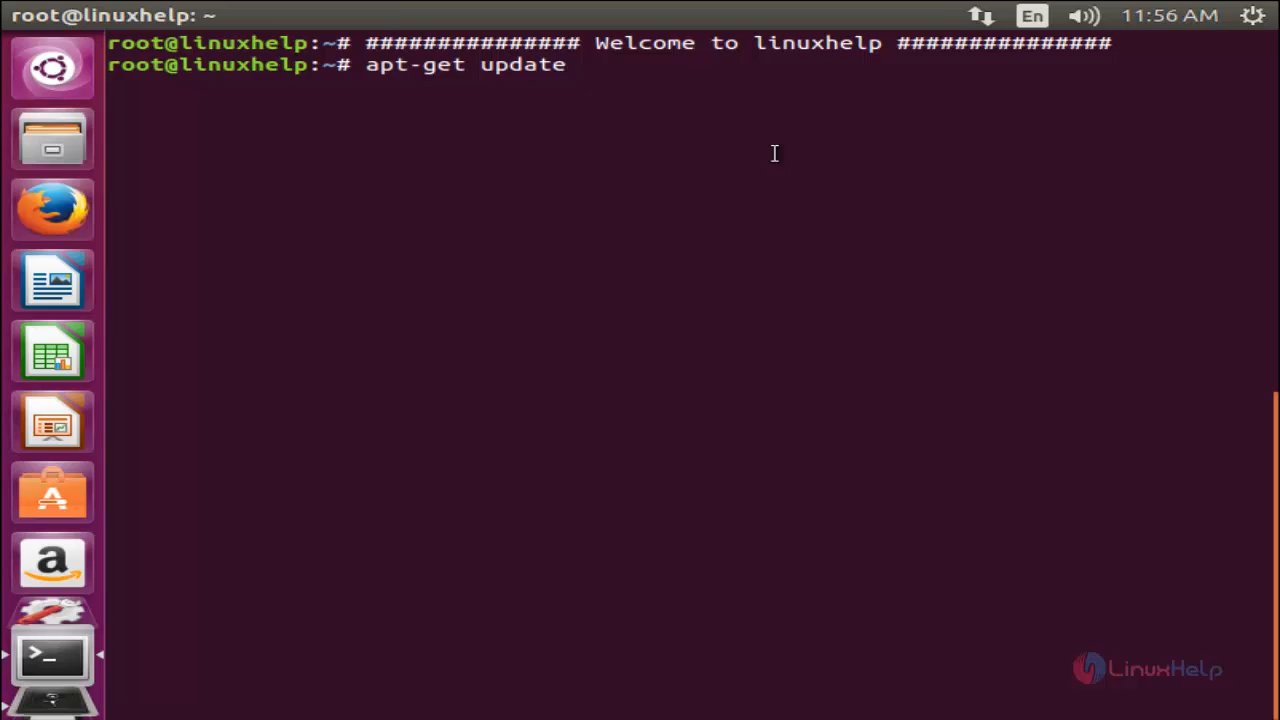 root@linuxhelp: ~
En
11:56 AM
root@linuxhelp:~# ############### Welcome to linuxhelp ###############
root@linuxhelp:~# apt-get update
A
a
>_
LinuxHelp